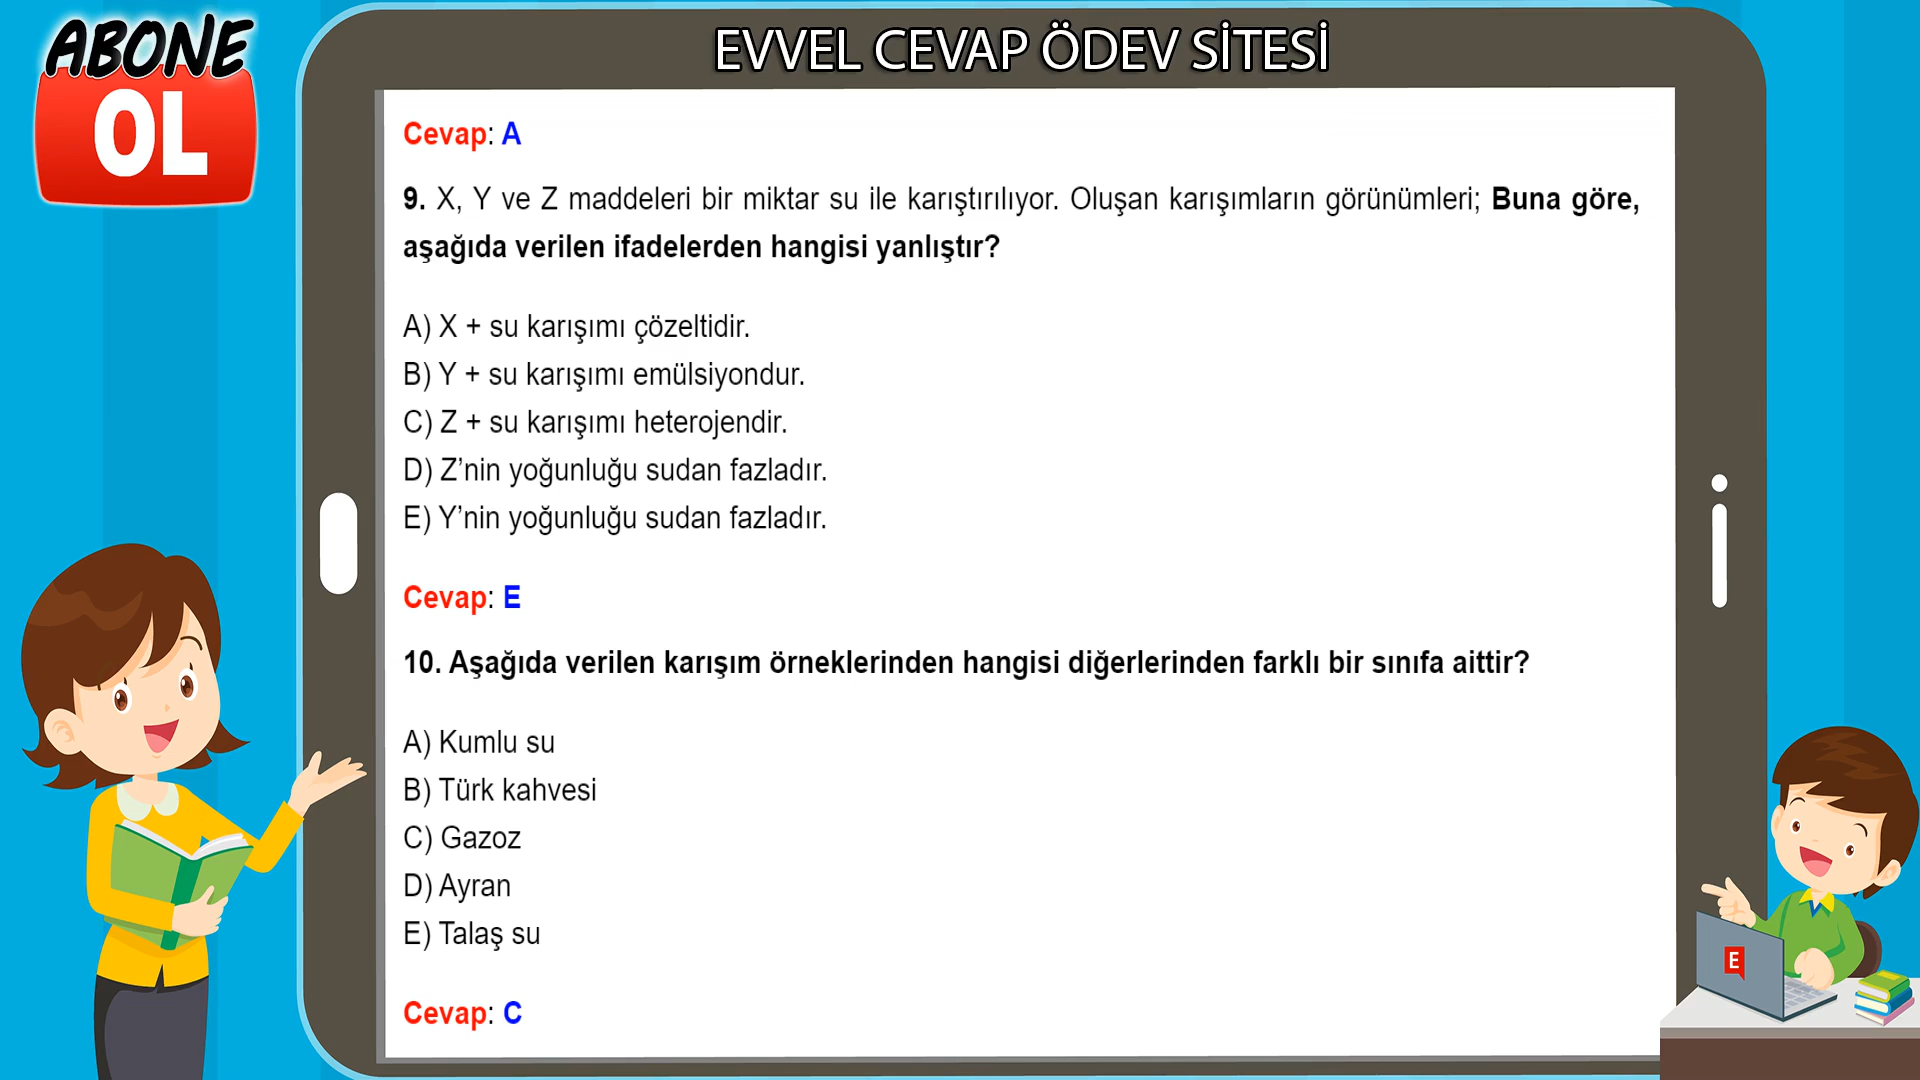 ABONE
OL
EVVEL CEVAP ÖDEV SİTESİ
Cevap: A
9. X, Y ve Z maddeleri bir miktar su ile karıştırılıyor. Oluşan karışımların görünümleri; Buna göre,
aşağıda verilen ifadelerden hangisi yanlıştır?
A) X + su karışımı çözeltidir.
B) Y + su karışımı emülsiyondur.
C) Z + su karışımı heterojendir.
D) Z’nin yoğunluğu sudan fazladır.
E) Y’nin yoğunluğu sudan fazladır.
Cevap: E
10. Aşağıda verilen karışım örneklerinden hangisi diğerlerinden farklı bir sınıfa aittir?
A) Kumlu su
B) Türk kahvesi
C) Gazoz
D) Ayran
E) Talaş su
Cevap: C
E